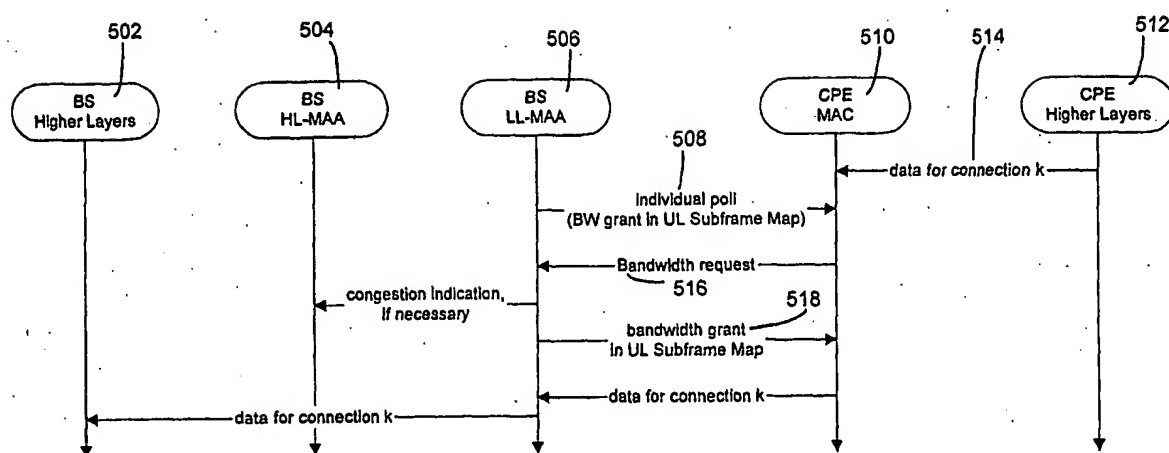 502
504
506
510
512
514
BS
Higher Layers
BS
HL-MAA
BS
LL-MAA
CPE
MAC
CPE
Higher Layers
508
data for connection k
individual poll
(BW grant in UL Subframe Map)
Bandwidth request
516
congestion indication,
if necessary
518
bandwidth grant
in UL Subframe Map
data for connection k
data for connection k